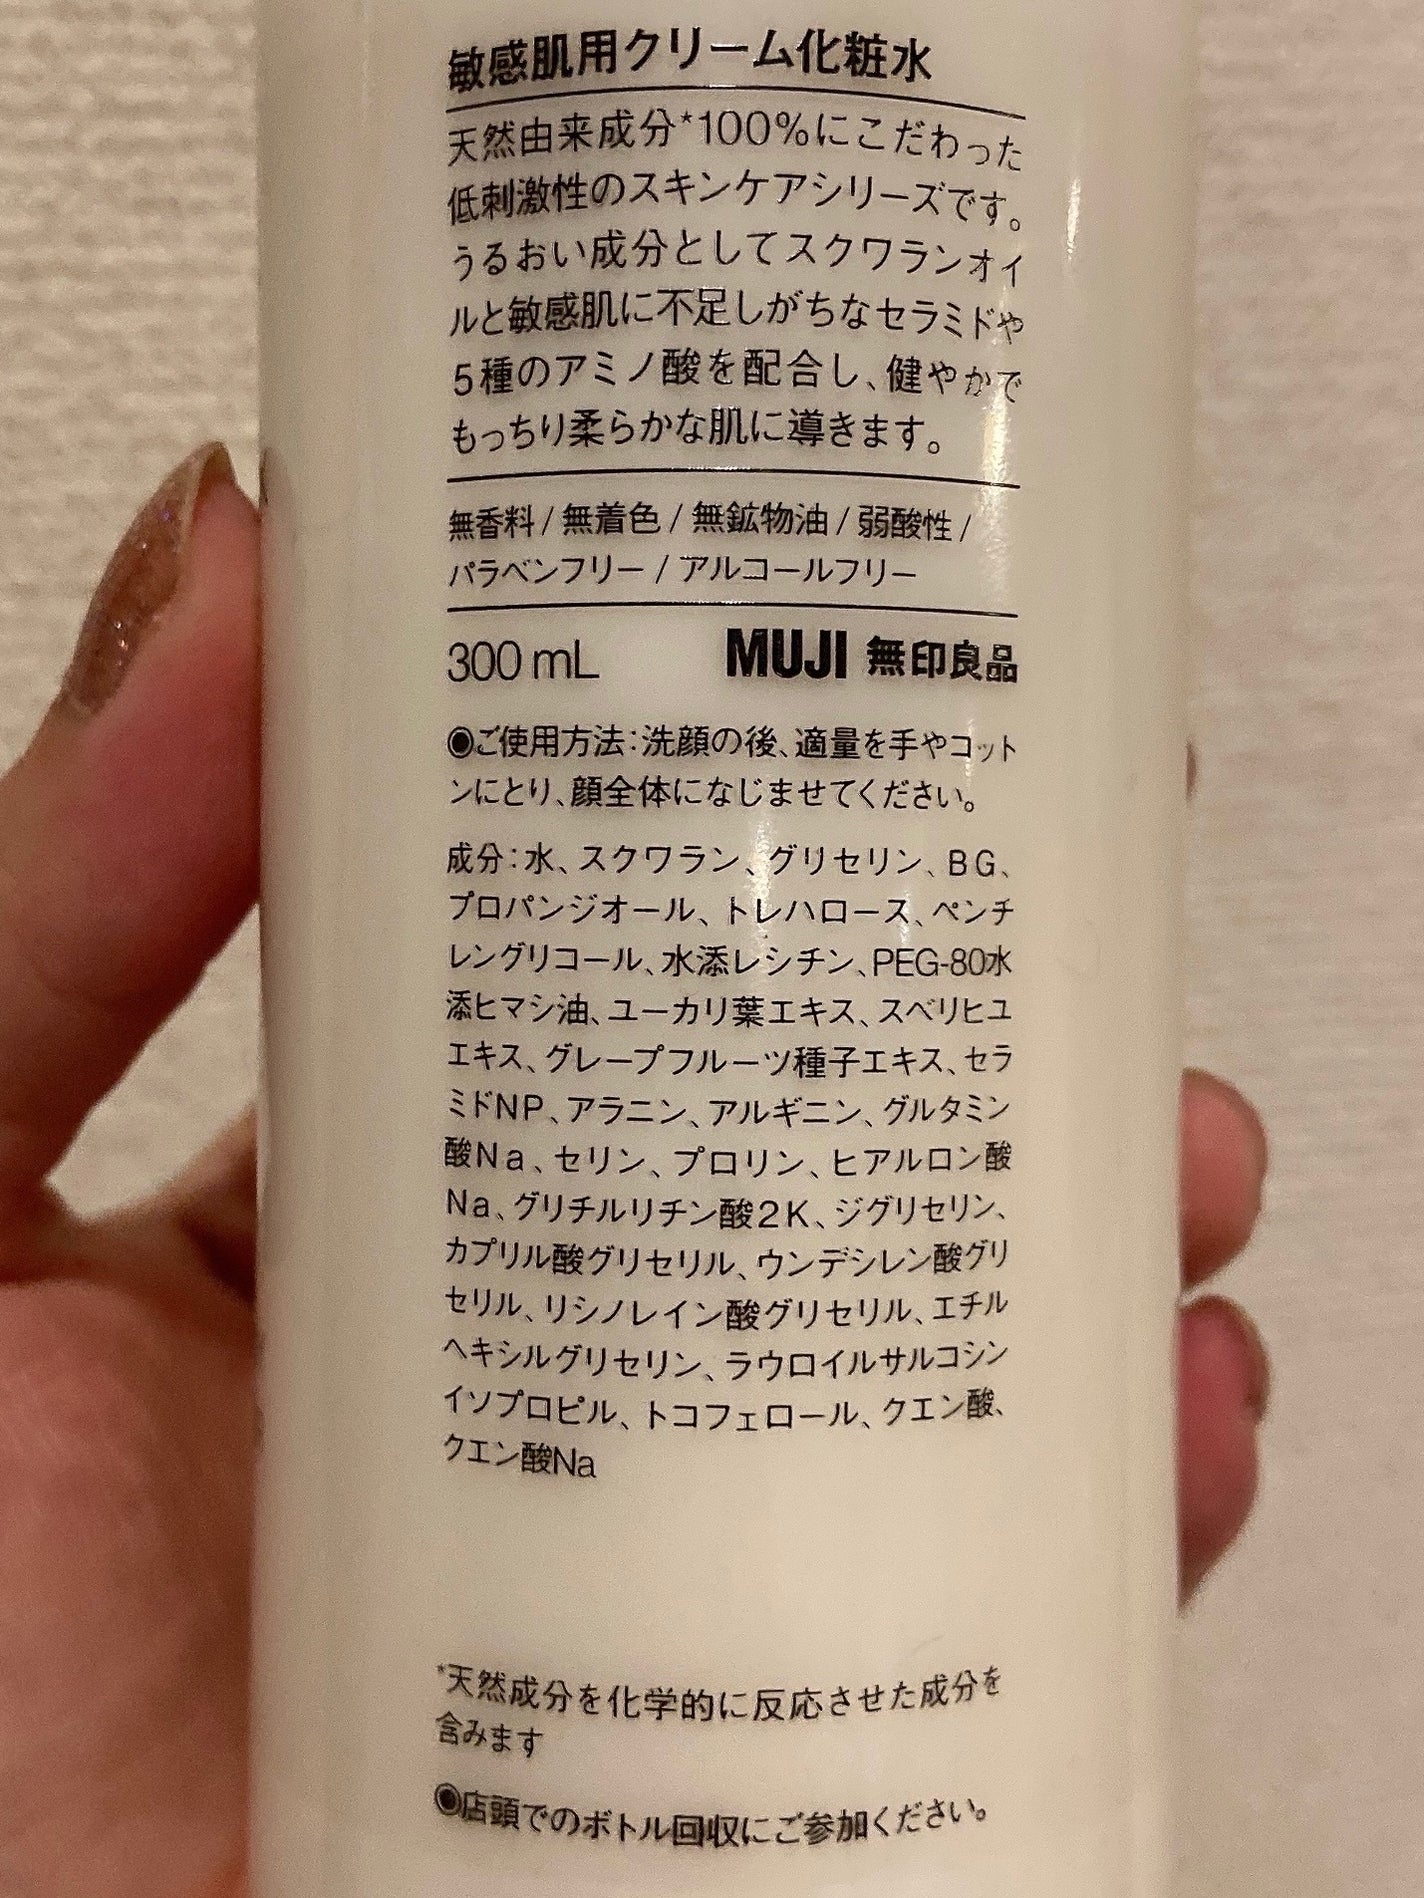 敏感肌用クリーム化粧水
天然由来成分*100%にこだわった
低刺激性のスキンケアシリーズです。
うるおい成分としてスクワランオイ
ルと敏感肌に不足しがちなセラミドや
5種のアミノ酸を配合し、健やかで
もっちり柔らかな肌に導きます。
無香料/無着色/無鉱物油/弱酸性/
パラベンフリー/アルコールフリー
300 mL MUJI 無印良品
◉ご使用方法:洗顔の後、適量を手やコット
ンにとり、顔全体になじませてください。
成分:水、スクワラン、グリセリン、BG、
プロパンジオール、トレハロース、ペンチ
レングリコール、水添レシチン、PEG-80水
添ヒマシ油、ユーカリ葉エキス、スベリヒユ
エキス、グレープフルーツ種子エキス、セラ
ミドNP、アラニン、アルギニン、グルタミン
酸Na、セリン、プロリン、ヒアルロン酸
Na、グリチルリチン酸2K、ジグリセリン、
カプリル酸グリセリル、ウンデシレン酸グリ
セリル、リシノレイン酸グリセリル、エチル
ヘキシルグリセリン、ラウロイルサルコシン
イソプロピル、トコフェロール、クエン酸、
クエン酸Na
*天然成分を化学的に反応させた成分を
含みます
◉店頭でのボトル回収にご参加ください。